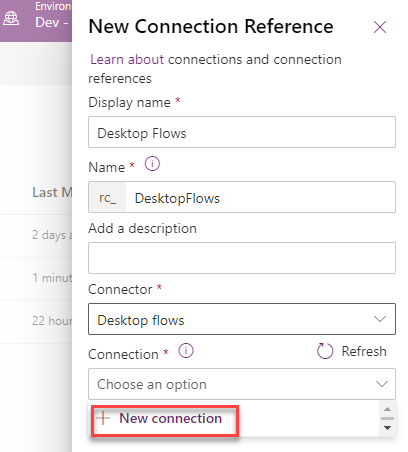 Environ
Dev -
New Connection Reference
Learn about connections and connection
references
Display name *
Desktop Flows
Name *
rc_ DesktopFlows
Last M
Add a description
2 days a
1 minut
Connector *
22 hour
Desktop flows
Connection * Refresh
Choose an option
New connection